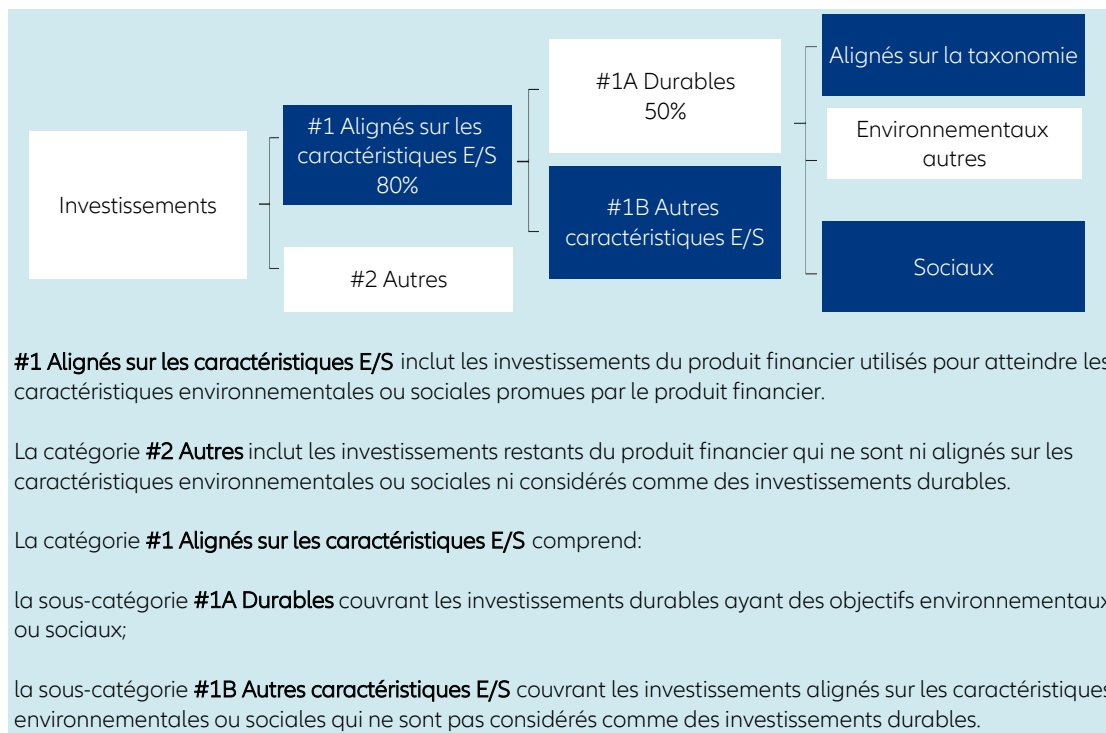 Investissements
#1 Alignés sur les
caractéristiques E/S
80%
#2 Autres
#1A Durables
50%
#1B Autres
caractéristiques E/S
Alignés sur la taxonomie
Environnementaux
autres
Sociaux
#1 Alignés sur les caractéristiques E/S inclut les investissements du produit financier utilisés pour atteindre les
caractéristiques environnementales ou sociales promues par le produit financier.
La catégorie #2 Autres inclut les investissements restants du produit financier qui ne sont ni alignés sur les
caractéristiques environnementales ou sociales ni considérés comme des investissements durables.
La catégorie #1 Alignés sur les caractéristiques E/S comprend:
la sous-catégorie #1A Durables couvrant les investissements durables ayant des objectifs environnementaux
ou sociaux;
la sous-catégorie #1B Autres caractéristiques E/S couvrant les investissements alignés sur les caractéristiques
environnementales ou sociales qui ne sont pas considérés comme des investissements durables.